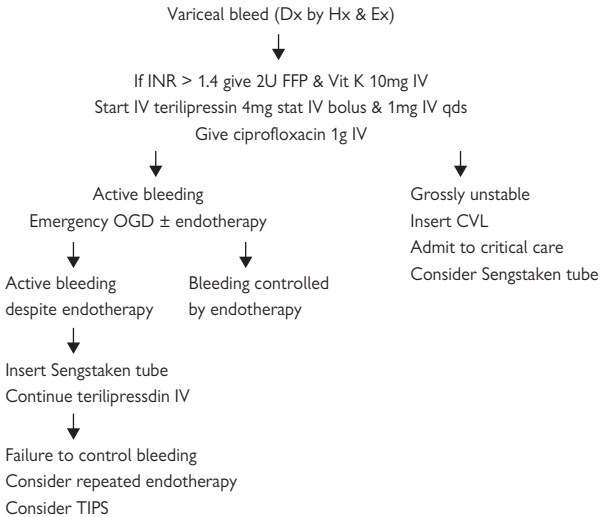 Variceal bleed (Dx by Hx & Ex)
If INR > 1.4 give 2U FFP & Vit K 10mg IV
Start IV terilipressin 4mg stat IV bolus & 1mg IV qds
Give ciprofloxacin 1g IV
Active bleeding
Emergency OGD ± endotherapy
Grossly unstable
Insert CVL
Admit to critical care
Consider Sengstaken tube
Active bleeding
despite endotherapy
Bleeding controlled
by endotherapy
Insert Sengstaken tube
Continue terilipressdin IV
Failure to control bleeding
Consider repeated endotherapy
Consider TIPS